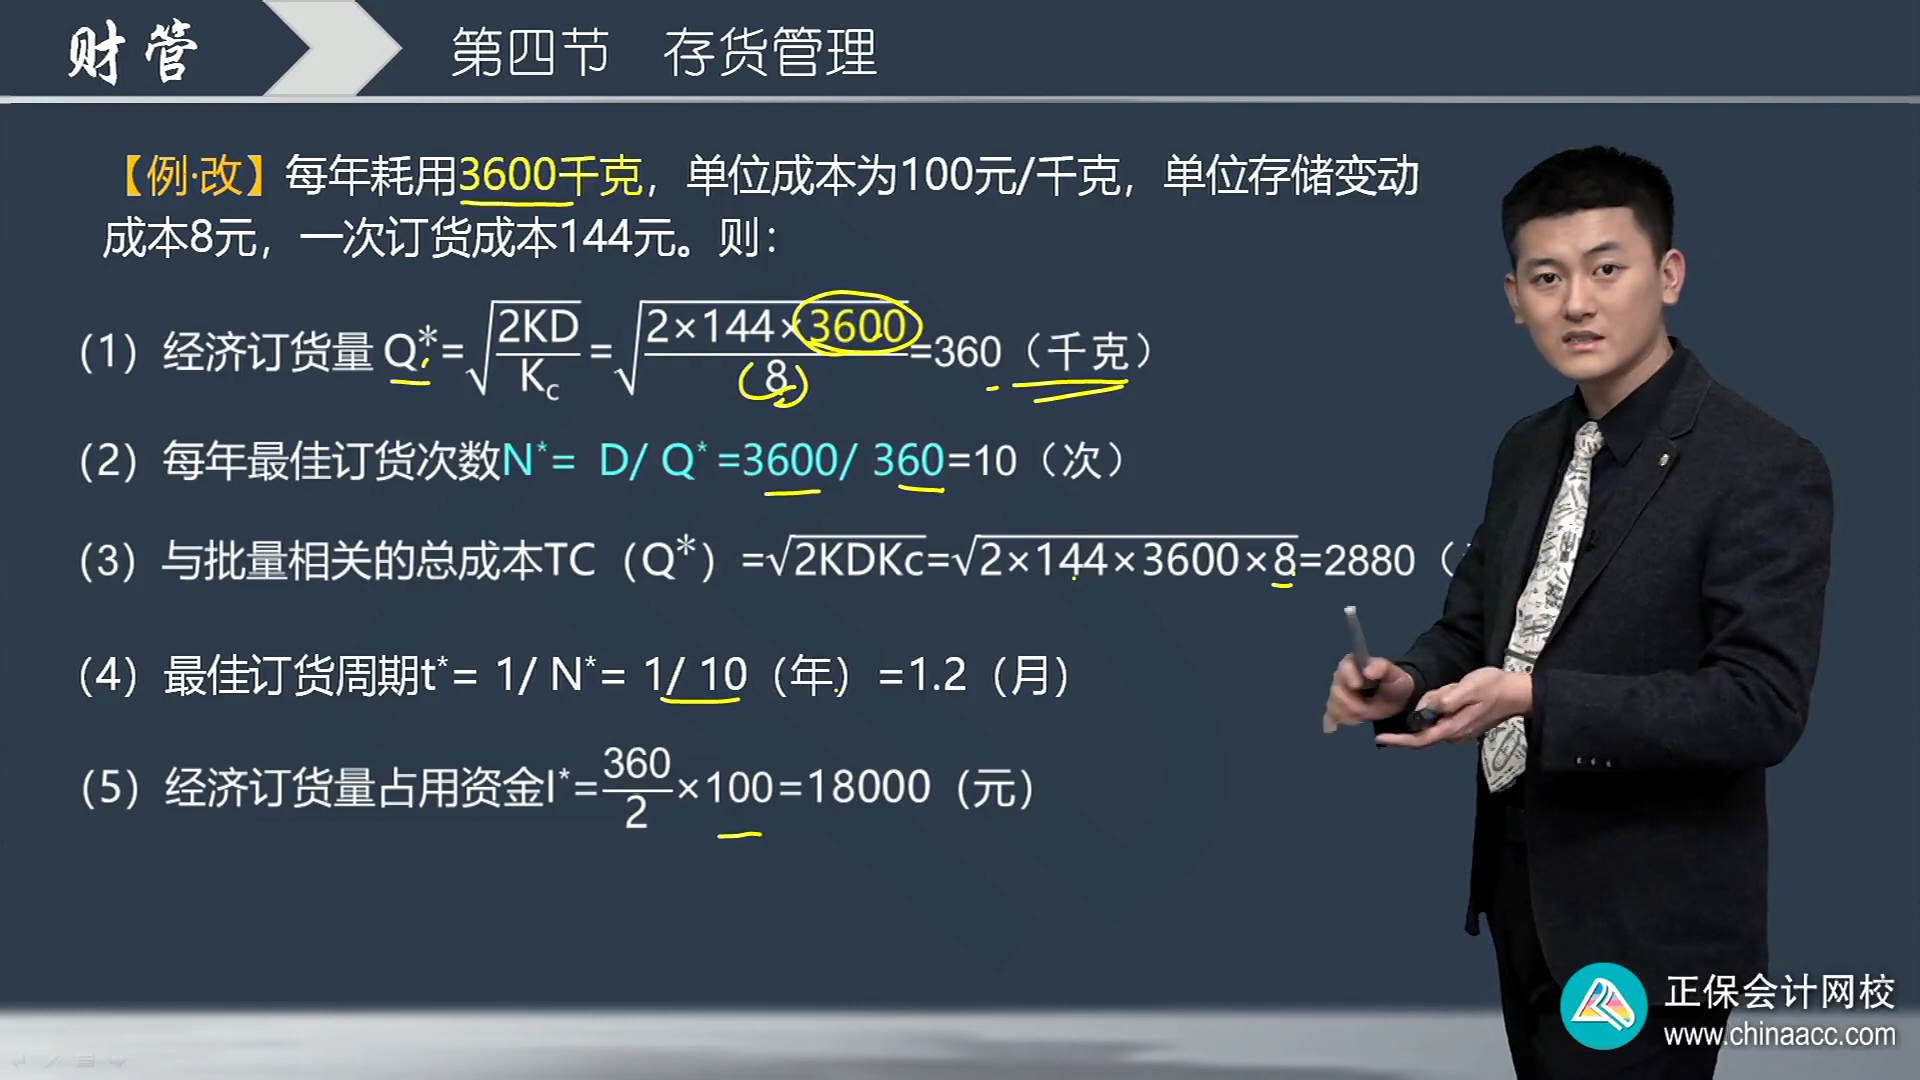 财管
第四节 存货管理
【例·改】每年耗用3600千克，单位成本为100元/千克，单位存储变动
成本8元，一次订货成本144元。则：
（1）经济订货量 Q*=√(2KD/Kc)=√(2×144×3600/8)=360（千克）
（2）每年最佳订货次数N*= D/ Q*=3600/ 360=10（次）
（3）与批量相关的总成本TC（Q*）=√2KDKc=√2×144×3600×8=2880（
（4）最佳订货周期t*= 1/ N*= 1/ 10（年）=1.2（月）
（5）经济订货量占用资金I*=360/2×100=18000（元）
正保会计网校
www.chinaacc.com